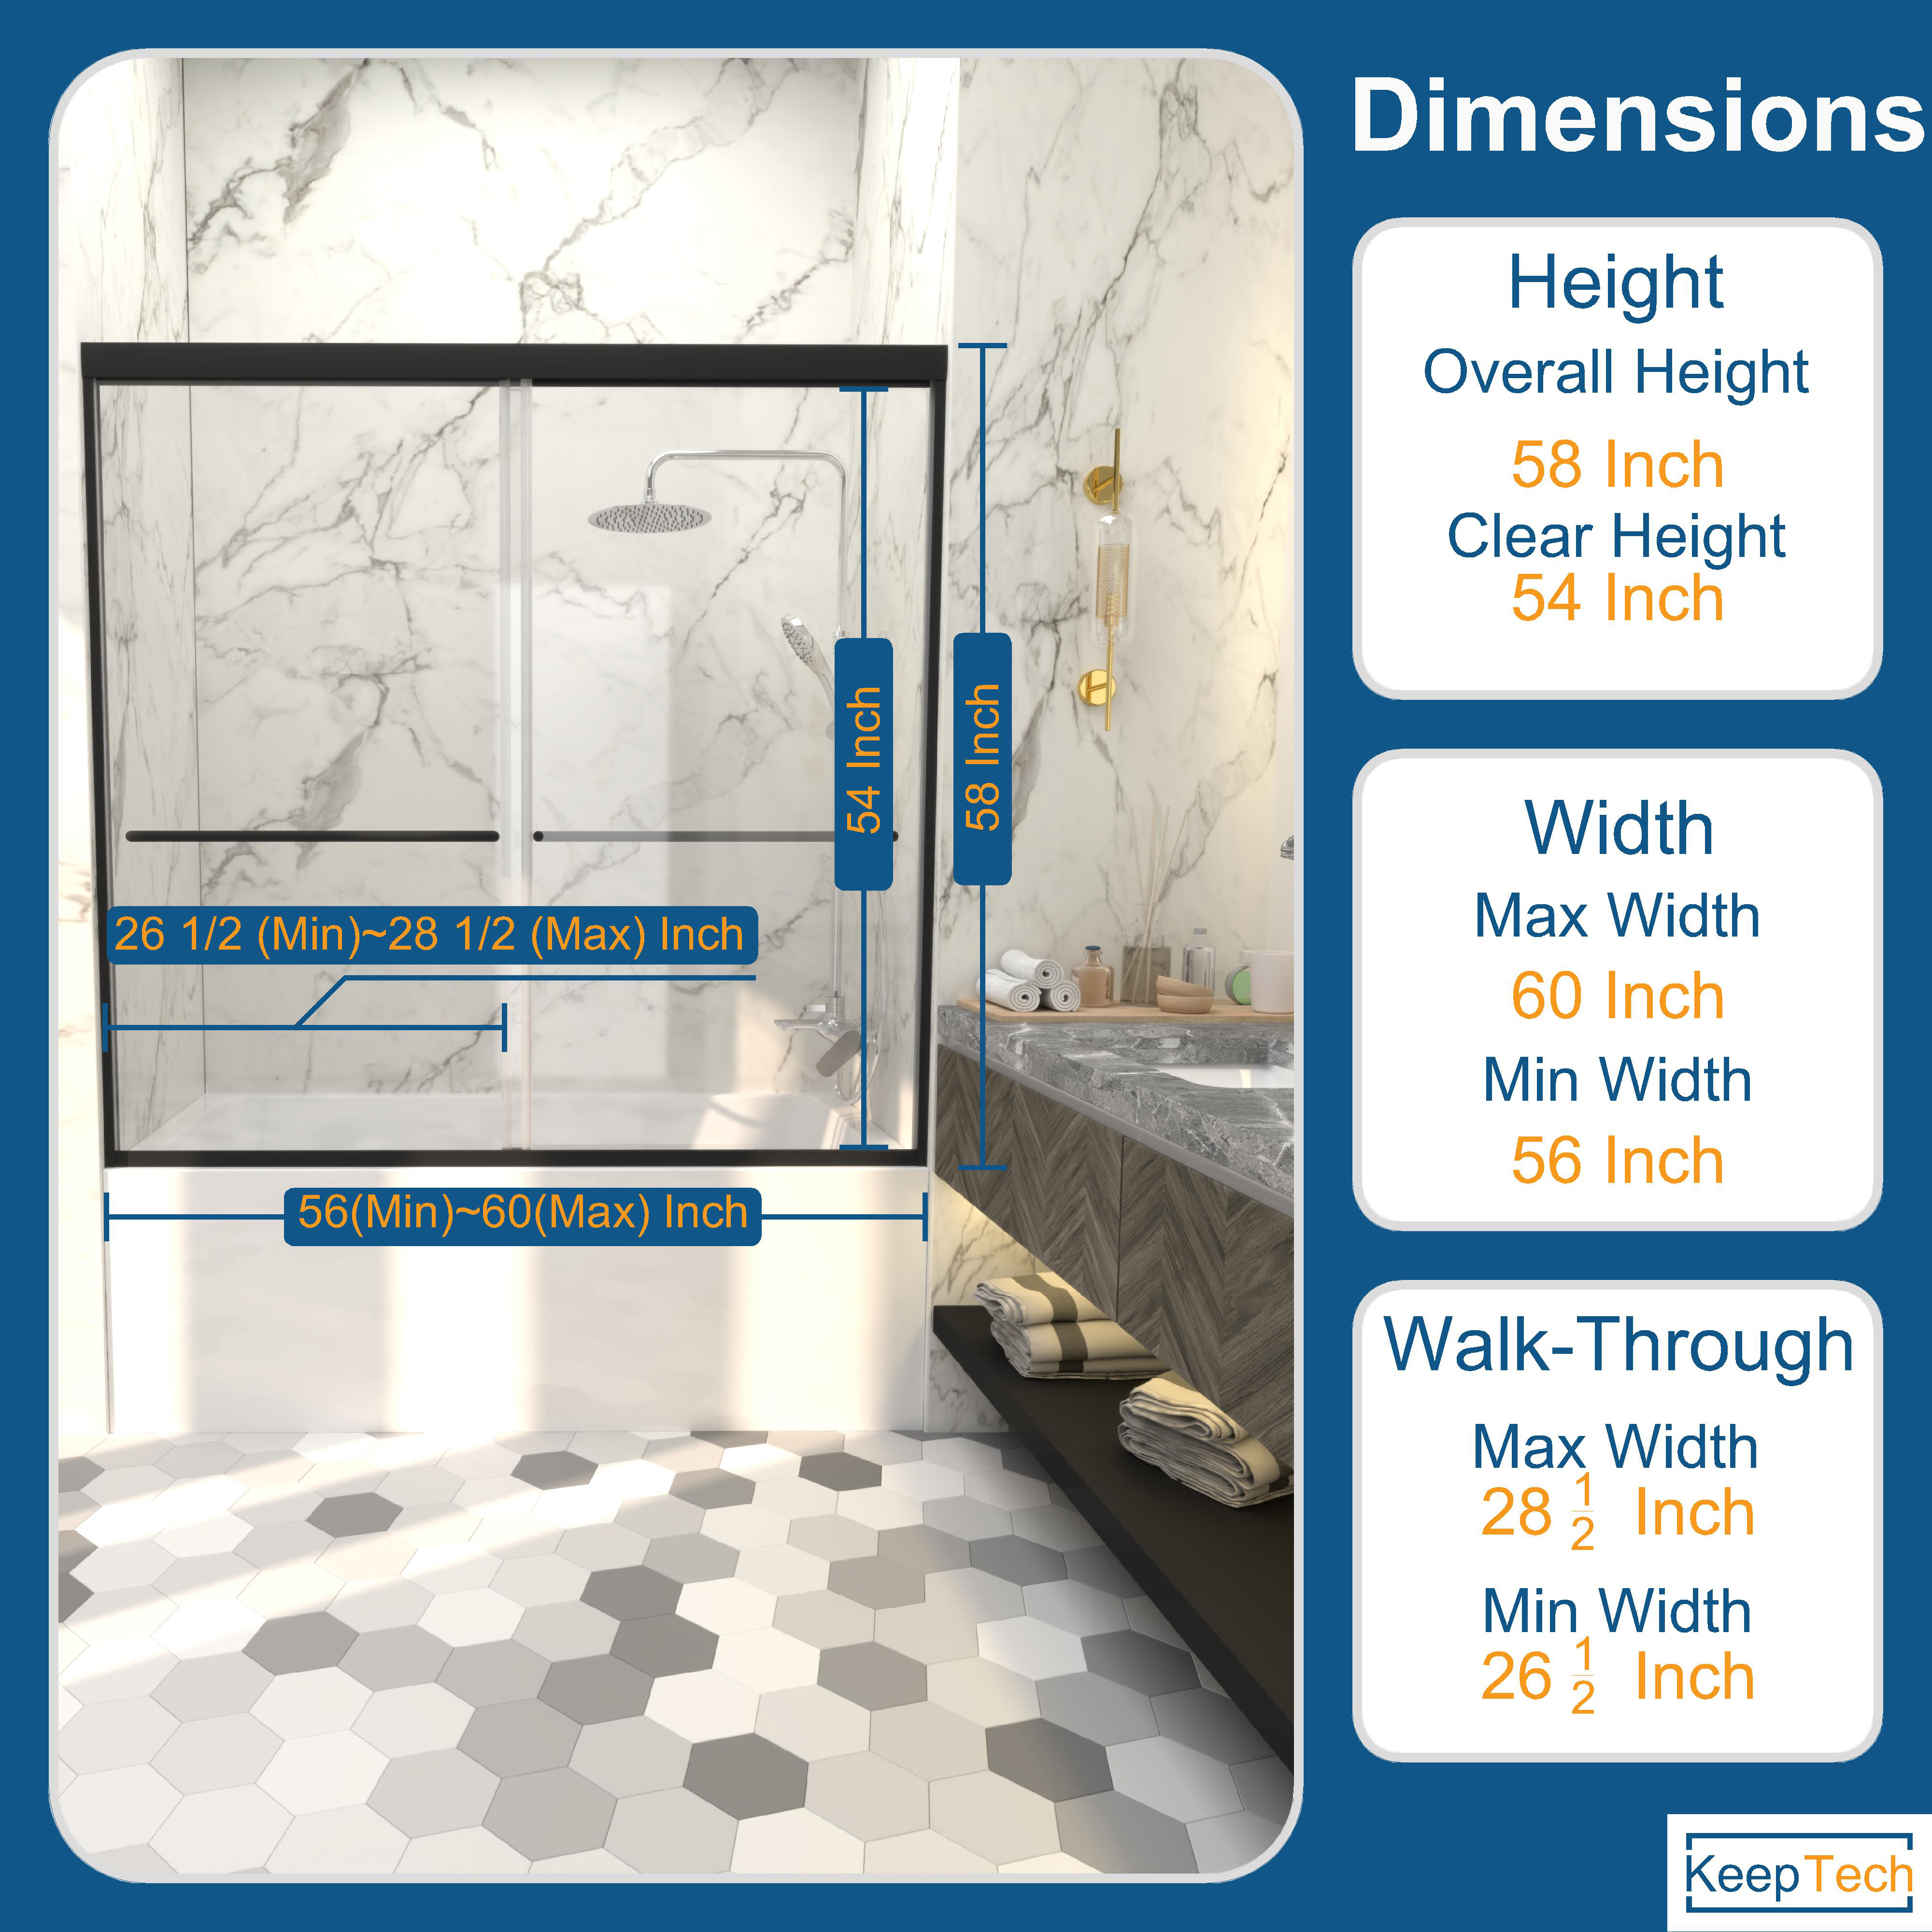 Dimensions
Height
Overall Height
58 Inch
Clear Height
54 Inch
54 Inch
58 Inch
26 1/2 (Min)~28 1/2 (Max) Inch
56(Min)~60(Max) Inch
Width
Max Width
60 Inch
Min Width
56 Inch
Walk-Through
Max Width
28 1/2 Inch
Min Width
26 1/2 Inch
KeepTech